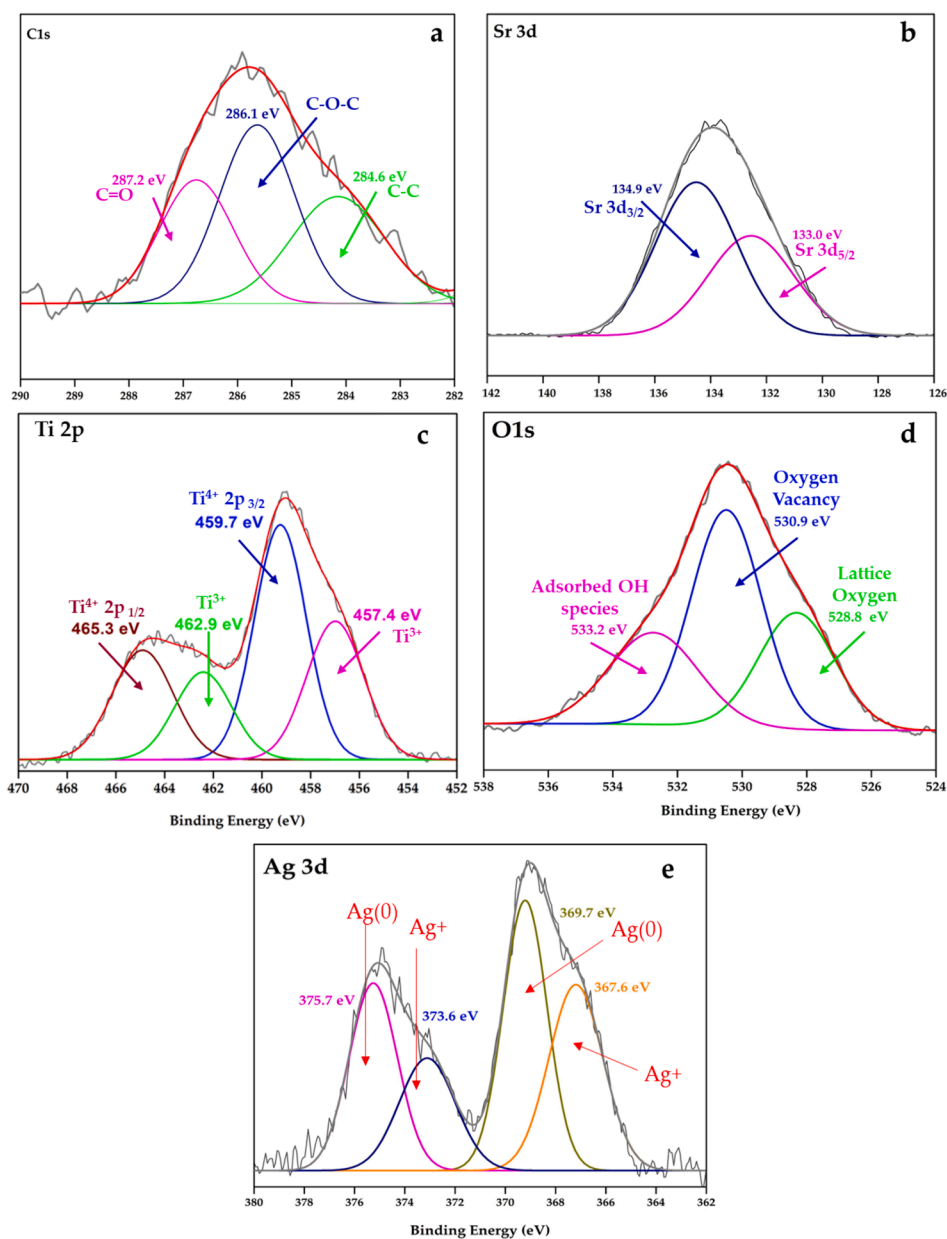 C1s
a
286.1 eV
C-O-C
287.2 eV
C=O
284.6 eV
C-C
290 289 288 287 286 285 284 283 282
Sr 3d
b
134.9 eV
Sr 3d3/2
133.0 eV
Sr 3d5/2
142 140 138 136 134 132 130 128 126
Ti 2p
c
Ti4+ 2p 3/2
459.7 eV
Ti4+ 2p 1/2
465.3 eV
Ti3+
462.9 eV
457.4 eV
Ti3+
470 468 466 464 462 460 458 456 454 452
Binding Energy (eV)
O1s
d
Oxygen
Vacancy
530.9 eV
Adsorbed OH
species
533.2 eV
Lattice
Oxygen
528.8 eV
538 536 534 532 530 528 526 524
Binding Energy (eV)
Ag 3d
e
Ag(0)
Ag+
375.7 eV
373.6 eV
369.7 eV
Ag(0)
367.6 eV
Ag+
380 378 376 374 372 370 368 366 364 362
Binding Energy (eV)